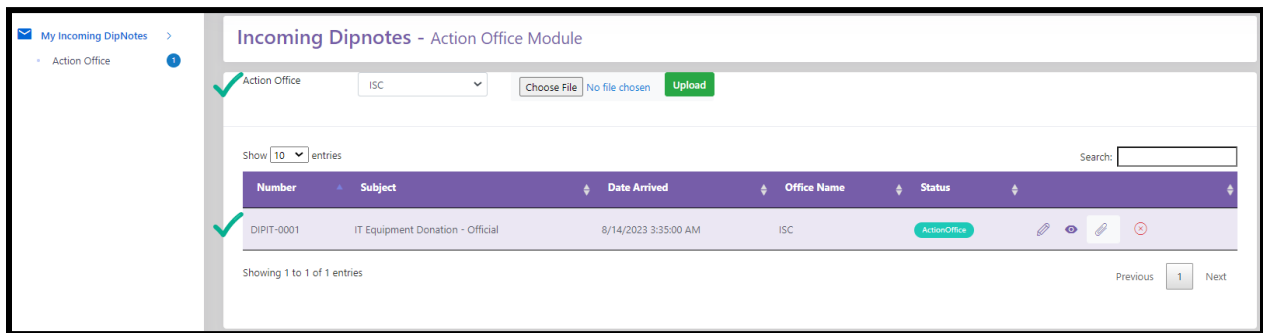 My Incoming DipNotes
Action Office 1
Incoming Dipnotes - Action Office Module
Action Office ISC Choose File No file chosen Upload
Show 10 entries Search:
Number Subject Date Arrived Office Name Status
DIPIT-0001 IT Equipment Donation - Official 8/14/2023 3:35:00 AM ISC ActionOffice
Showing 1 to 1 of 1 entries Previous 1 Next